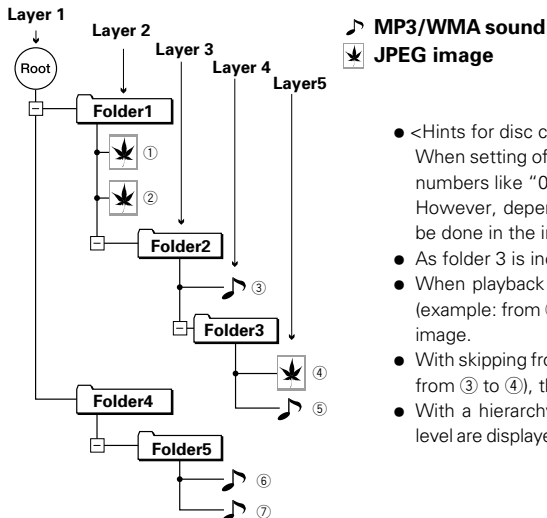 Layer 1
Layer 2
Layer 3
Layer 4
Layer5
Root
Folder1
①
②
Folder2
③
Folder3
④
⑤
Folder4
Folder5
⑥
⑦
MP3/WMA sound
JPEG image
● <Hints for disc c
When setting of
numbers like "0
However, depen
be done in the i
● As folder 3 is in
● When playback
(example: from
image.
● With skipping fr
from ③ to ④), th
● With a hierarch
level are displaye